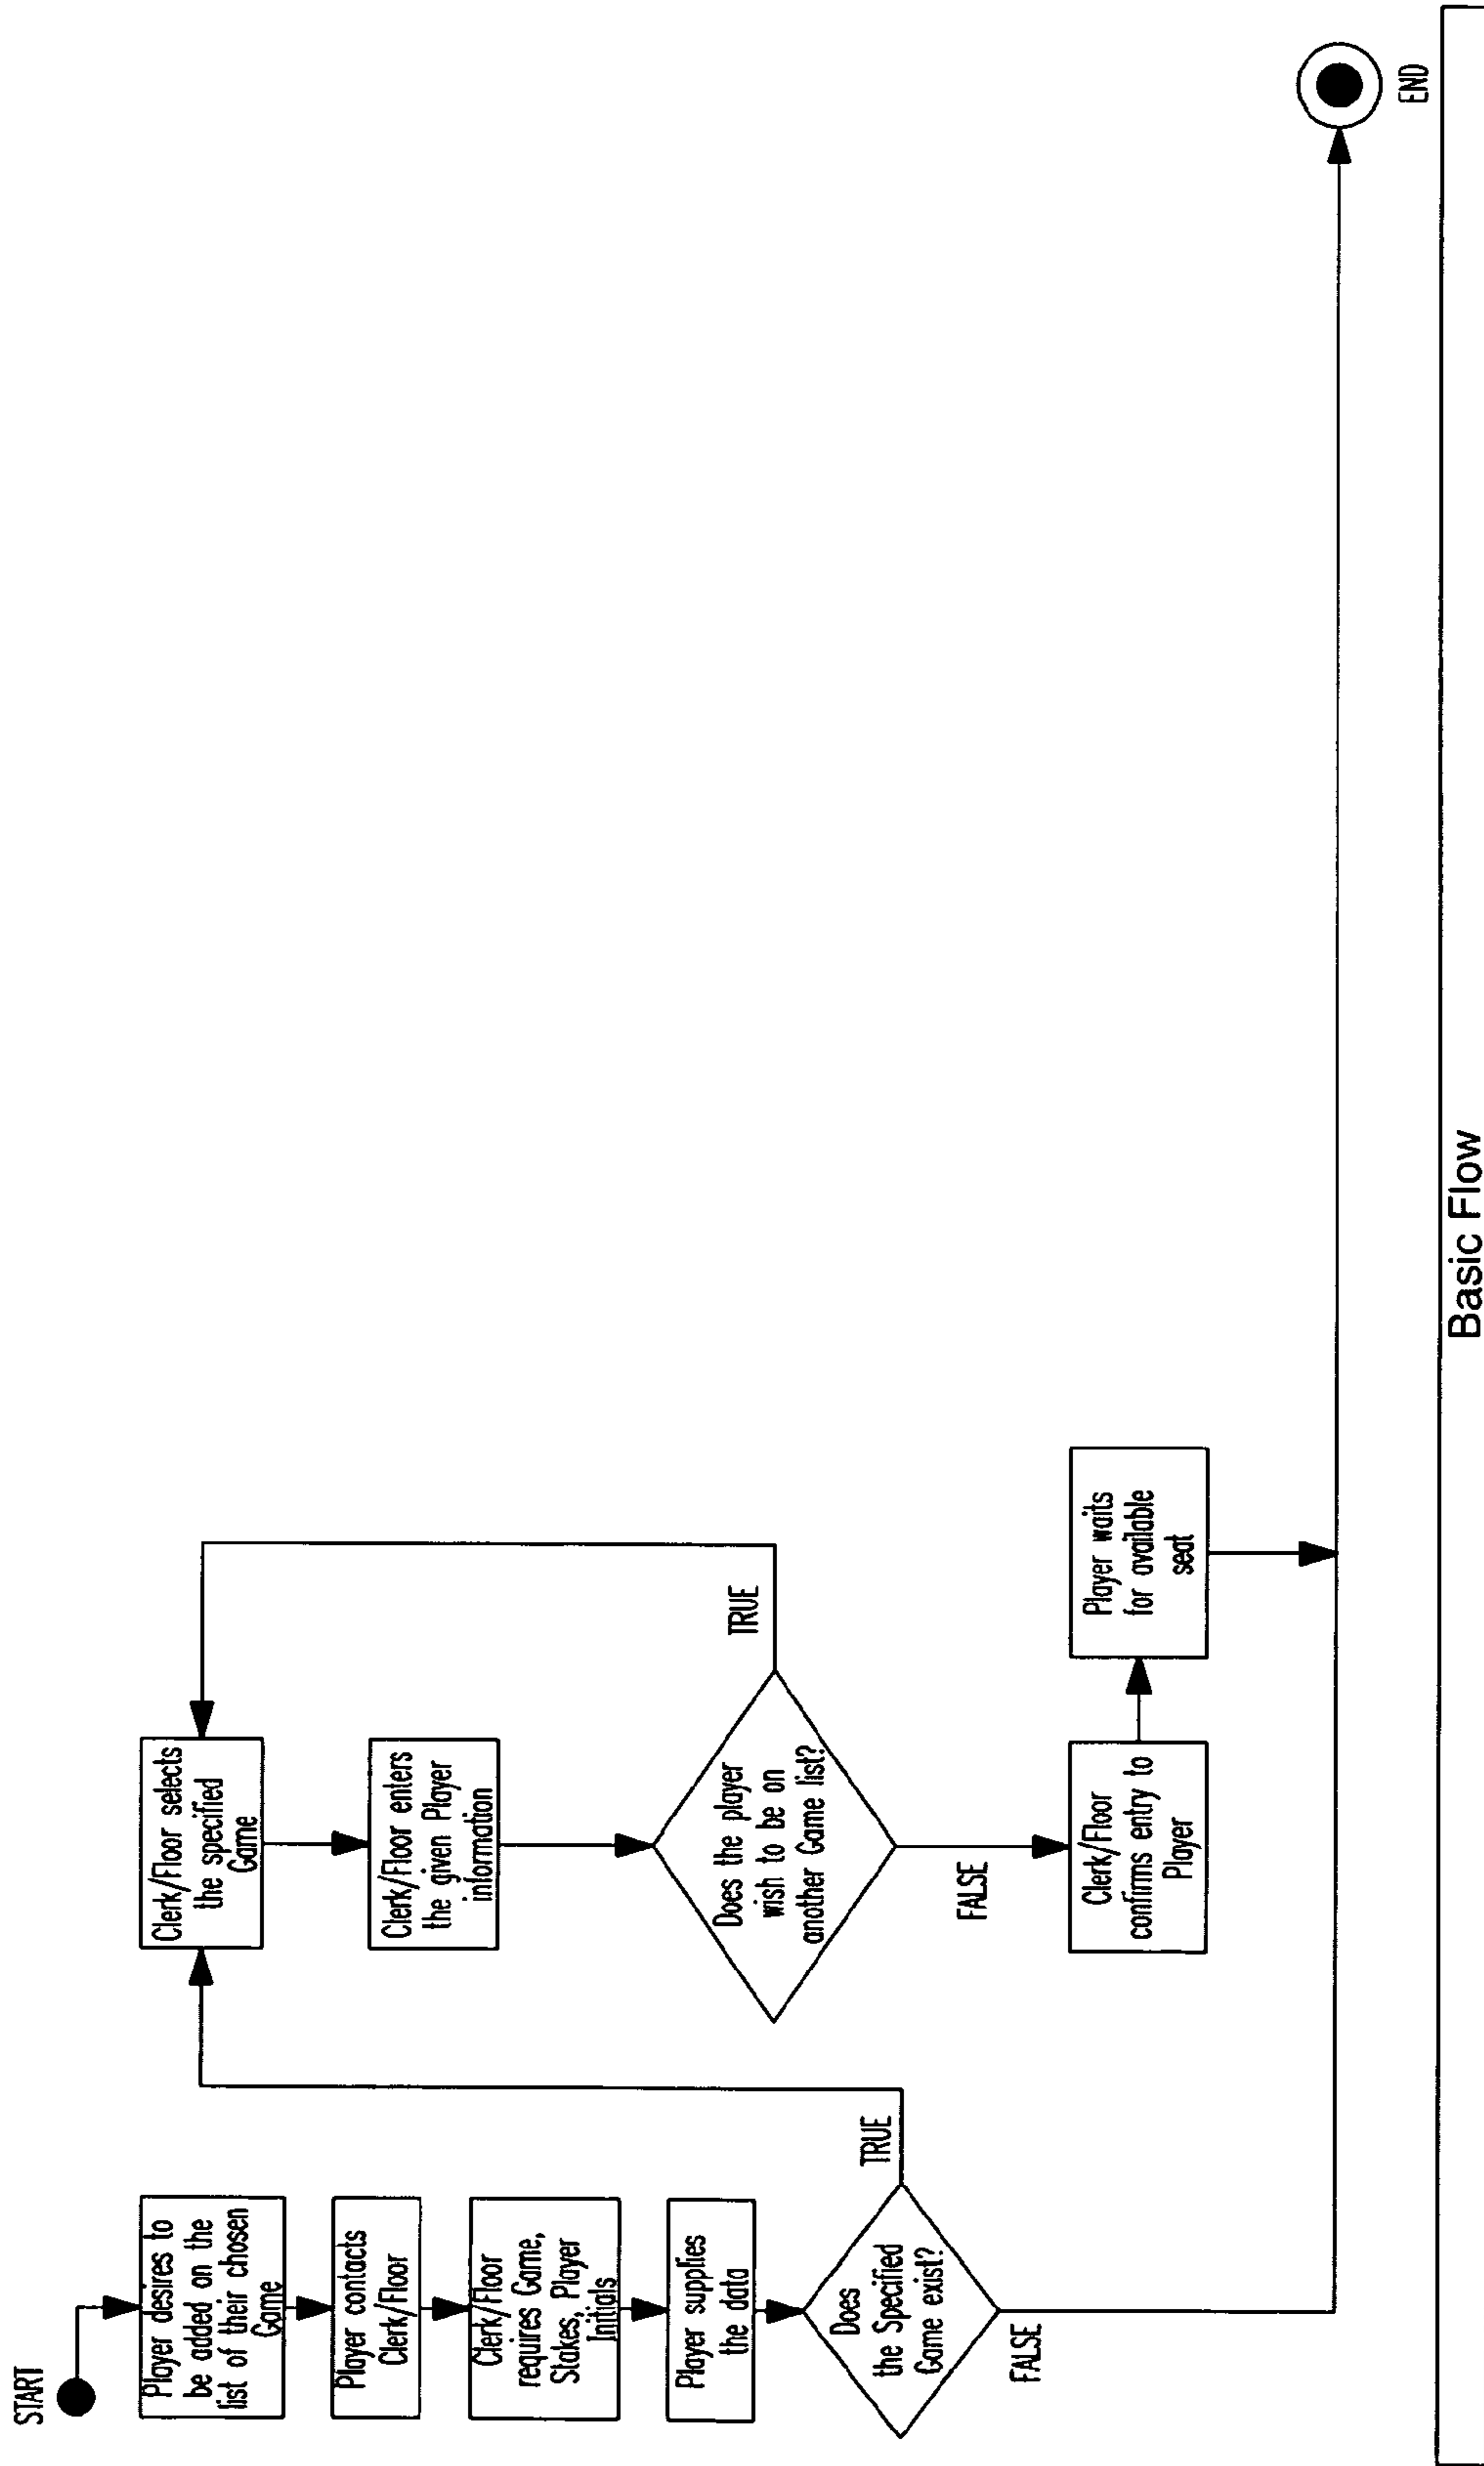 START
Player desires to
be added on the
list of their chosen
Game
Player contacts
Clerk/Floor
Clerk/Floor
requires Game,
Stakes, Player
Initials
Player supplies
the data
Does
the Specified
Game exist?
TRUE
FALSE
Clerk/Floor selects
the specified
Game
Clerk/Floor enters
the given Player
information
Does the player
wish to be on
another Game list?
TRUE
FALSE
Clerk/Floor
confirms entry to
Player
Player waits
for available
seat
END
Basic Flow